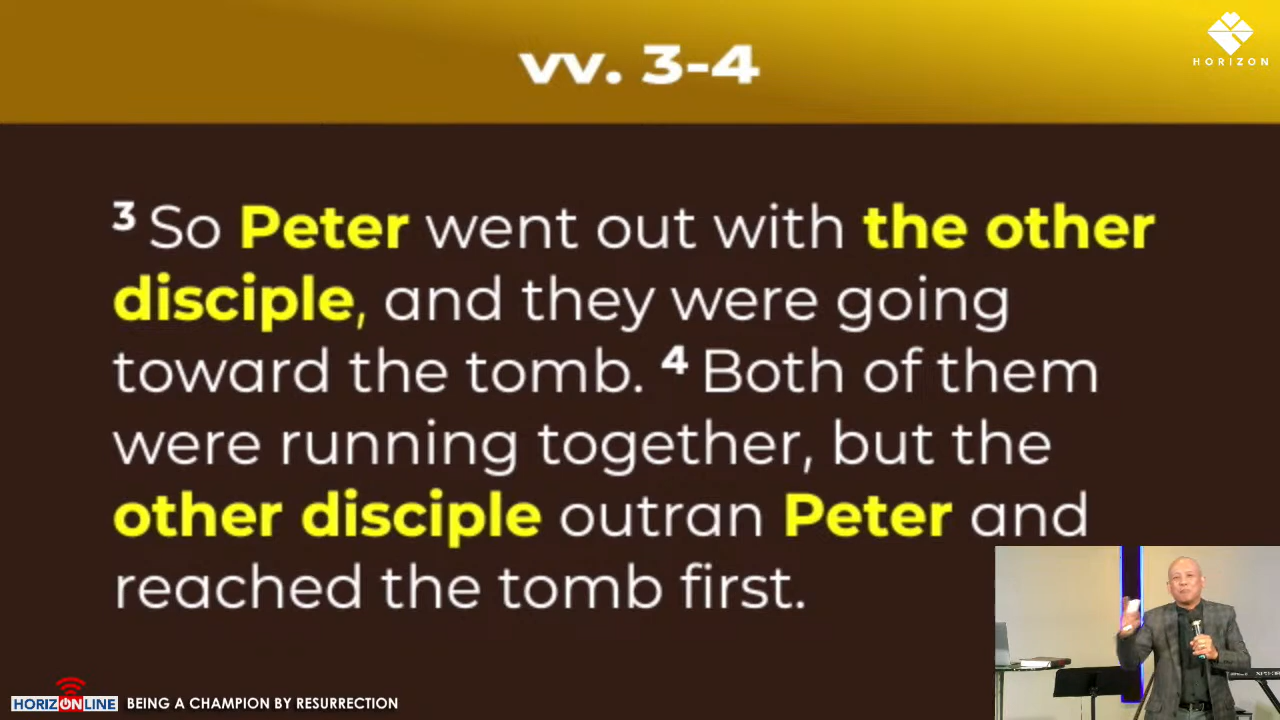 vv. 3-4
HORIZON
3 So Peter went out with the other
disciple, and they were going
toward the tomb. 4 Both of them
were running together, but the
other disciple outran Peter and
reached the tomb first.
HORIZONLINE BEING A CHAMPION BY RESURRECTION